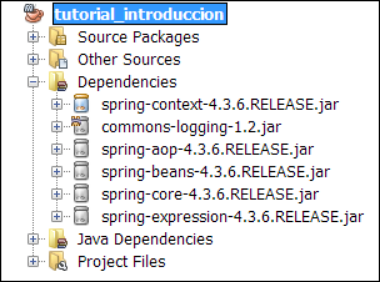 tutorial_introduccion
Source Packages
Other Sources
Dependencies
spring-context-4.3.6.RELEASE.jar
commons-logging-1.2.jar
spring-aop-4.3.6.RELEASE.jar
spring-beans-4.3.6.RELEASE.jar
spring-core-4.3.6.RELEASE.jar
spring-expression-4.3.6.RELEASE.jar
Java Dependencies
Project Files